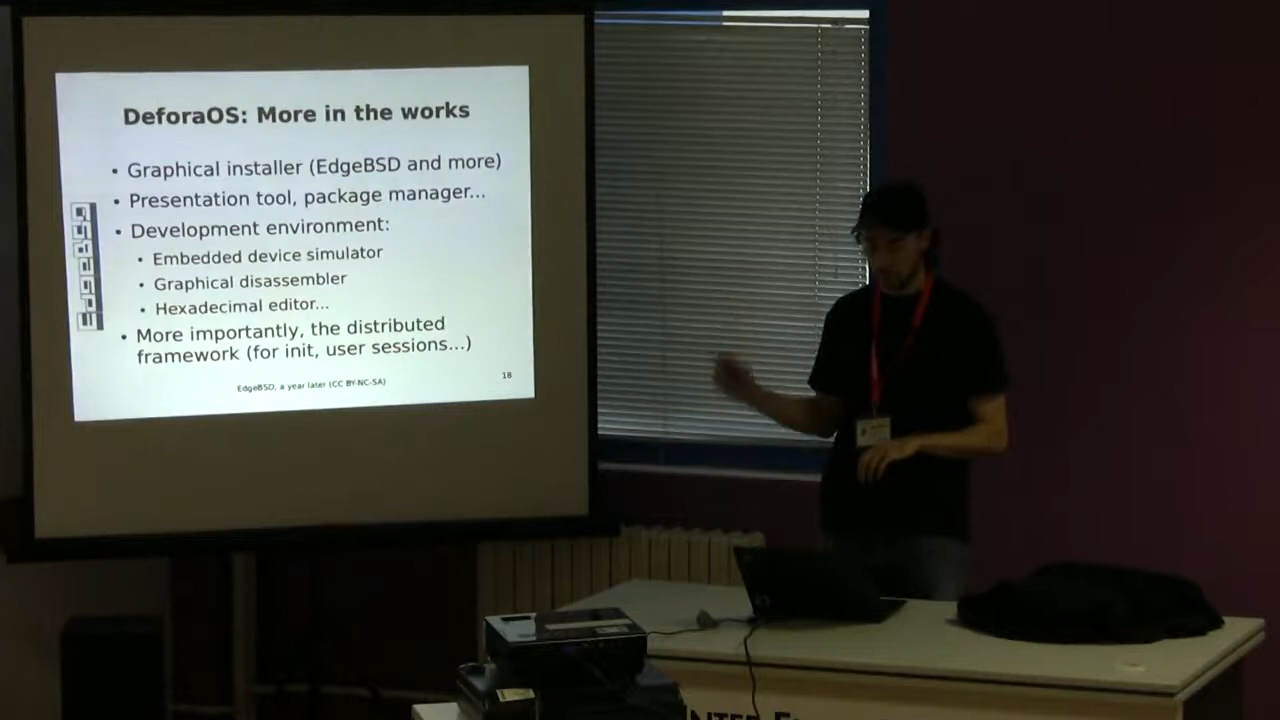 DeforaOS: More in the works
• Graphical installer (EdgeBSD and more)
• Presentation tool, package manager...
• Development environment:
• Embedded device simulator
• Graphical disassembler
• Hexadecimal editor...
• More importantly, the distributed
framework (for init, user sessions...)
EdgeBSD, a year later (CC BY-NC-SA)
18